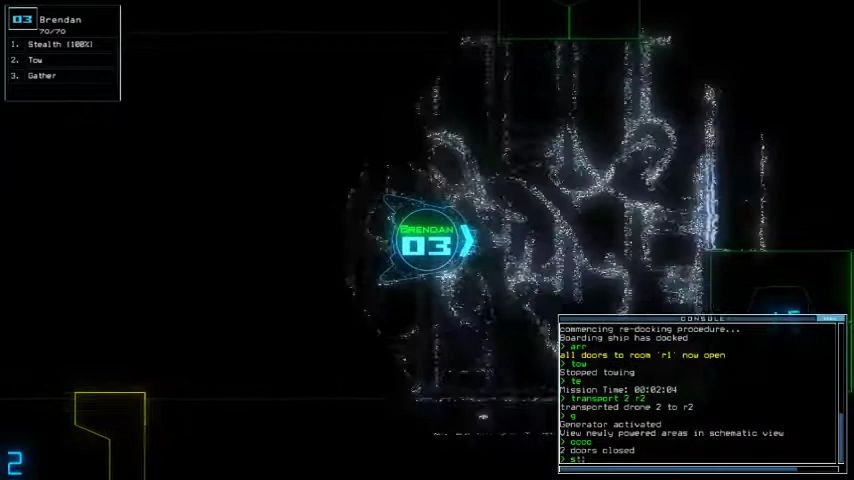 03 Brendan
70/70
1. Stealth (100%)
2. Tow
3. Gather
BRENDAN
03
2
CONSOLE
commencing re-docking procedure...
Boarding ship has docked
> arr
all doors to room 'r1' now open
> tow
Stopped towing
> te
Mission Time: 00:02:04
> transport 2 r2
transported drone 2 to r2
> g
Generator activated
View newly powered areas in schematic view
> cccc
2 doors closed
> st